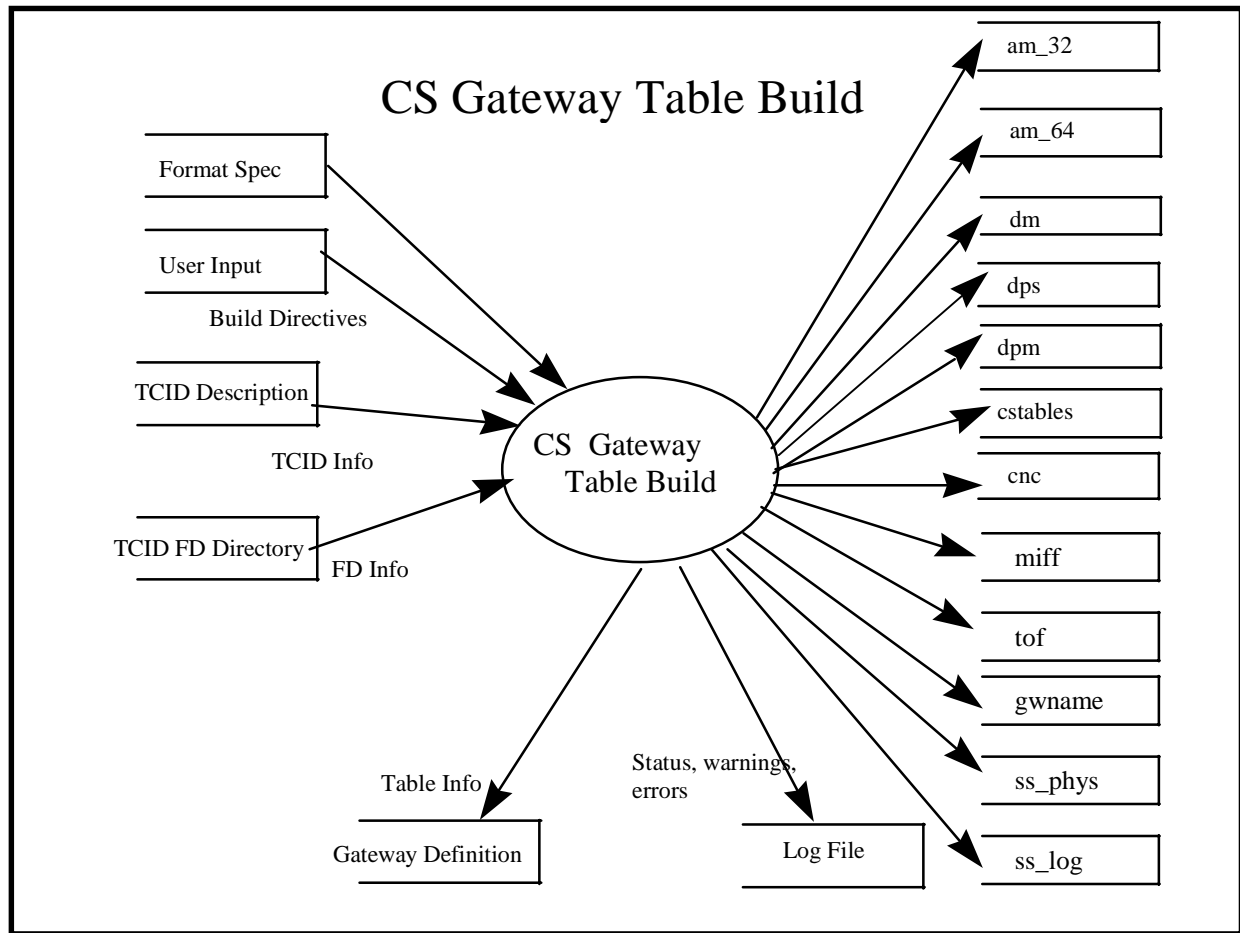 CS Gateway Table Build
Format Spec
User Input
Build Directives
TCID Description
TCID Info
TCID FD Directory
FD Info
CS Gateway
Table Build
Table Info
Gateway Definition
Status, warnings,
errors
Log File
am_32
am_64
dm
dps
dpm
cstables
cnc
miff
tof
gwname
ss_phys
ss_log